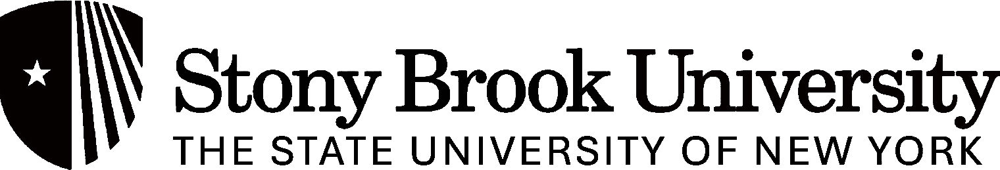 Stony Brook University
THE STATE UNIVERSITY OF NEW YORK